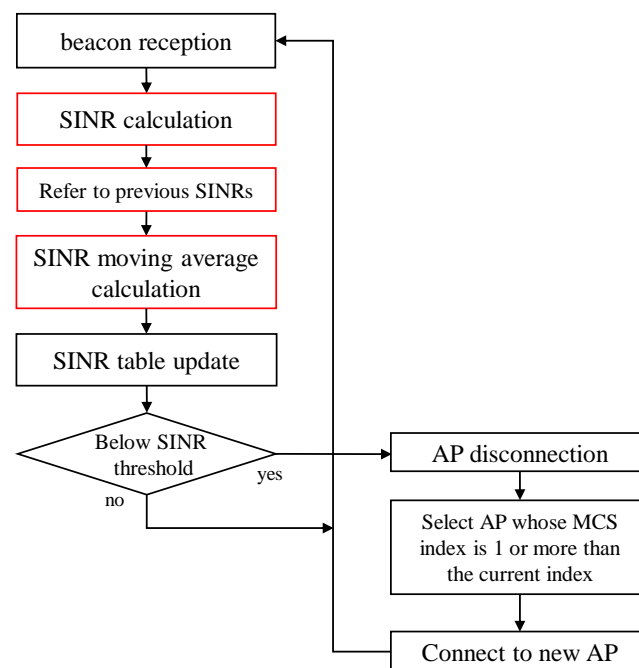 beacon reception
SINR calculation
Refer to previous SINRs
SINR moving average
calculation
SINR table update
Below SINR
threshold
yes
no
AP disconnection
Select AP whose MCS
index is 1 or more than
the current index
Connect to new AP